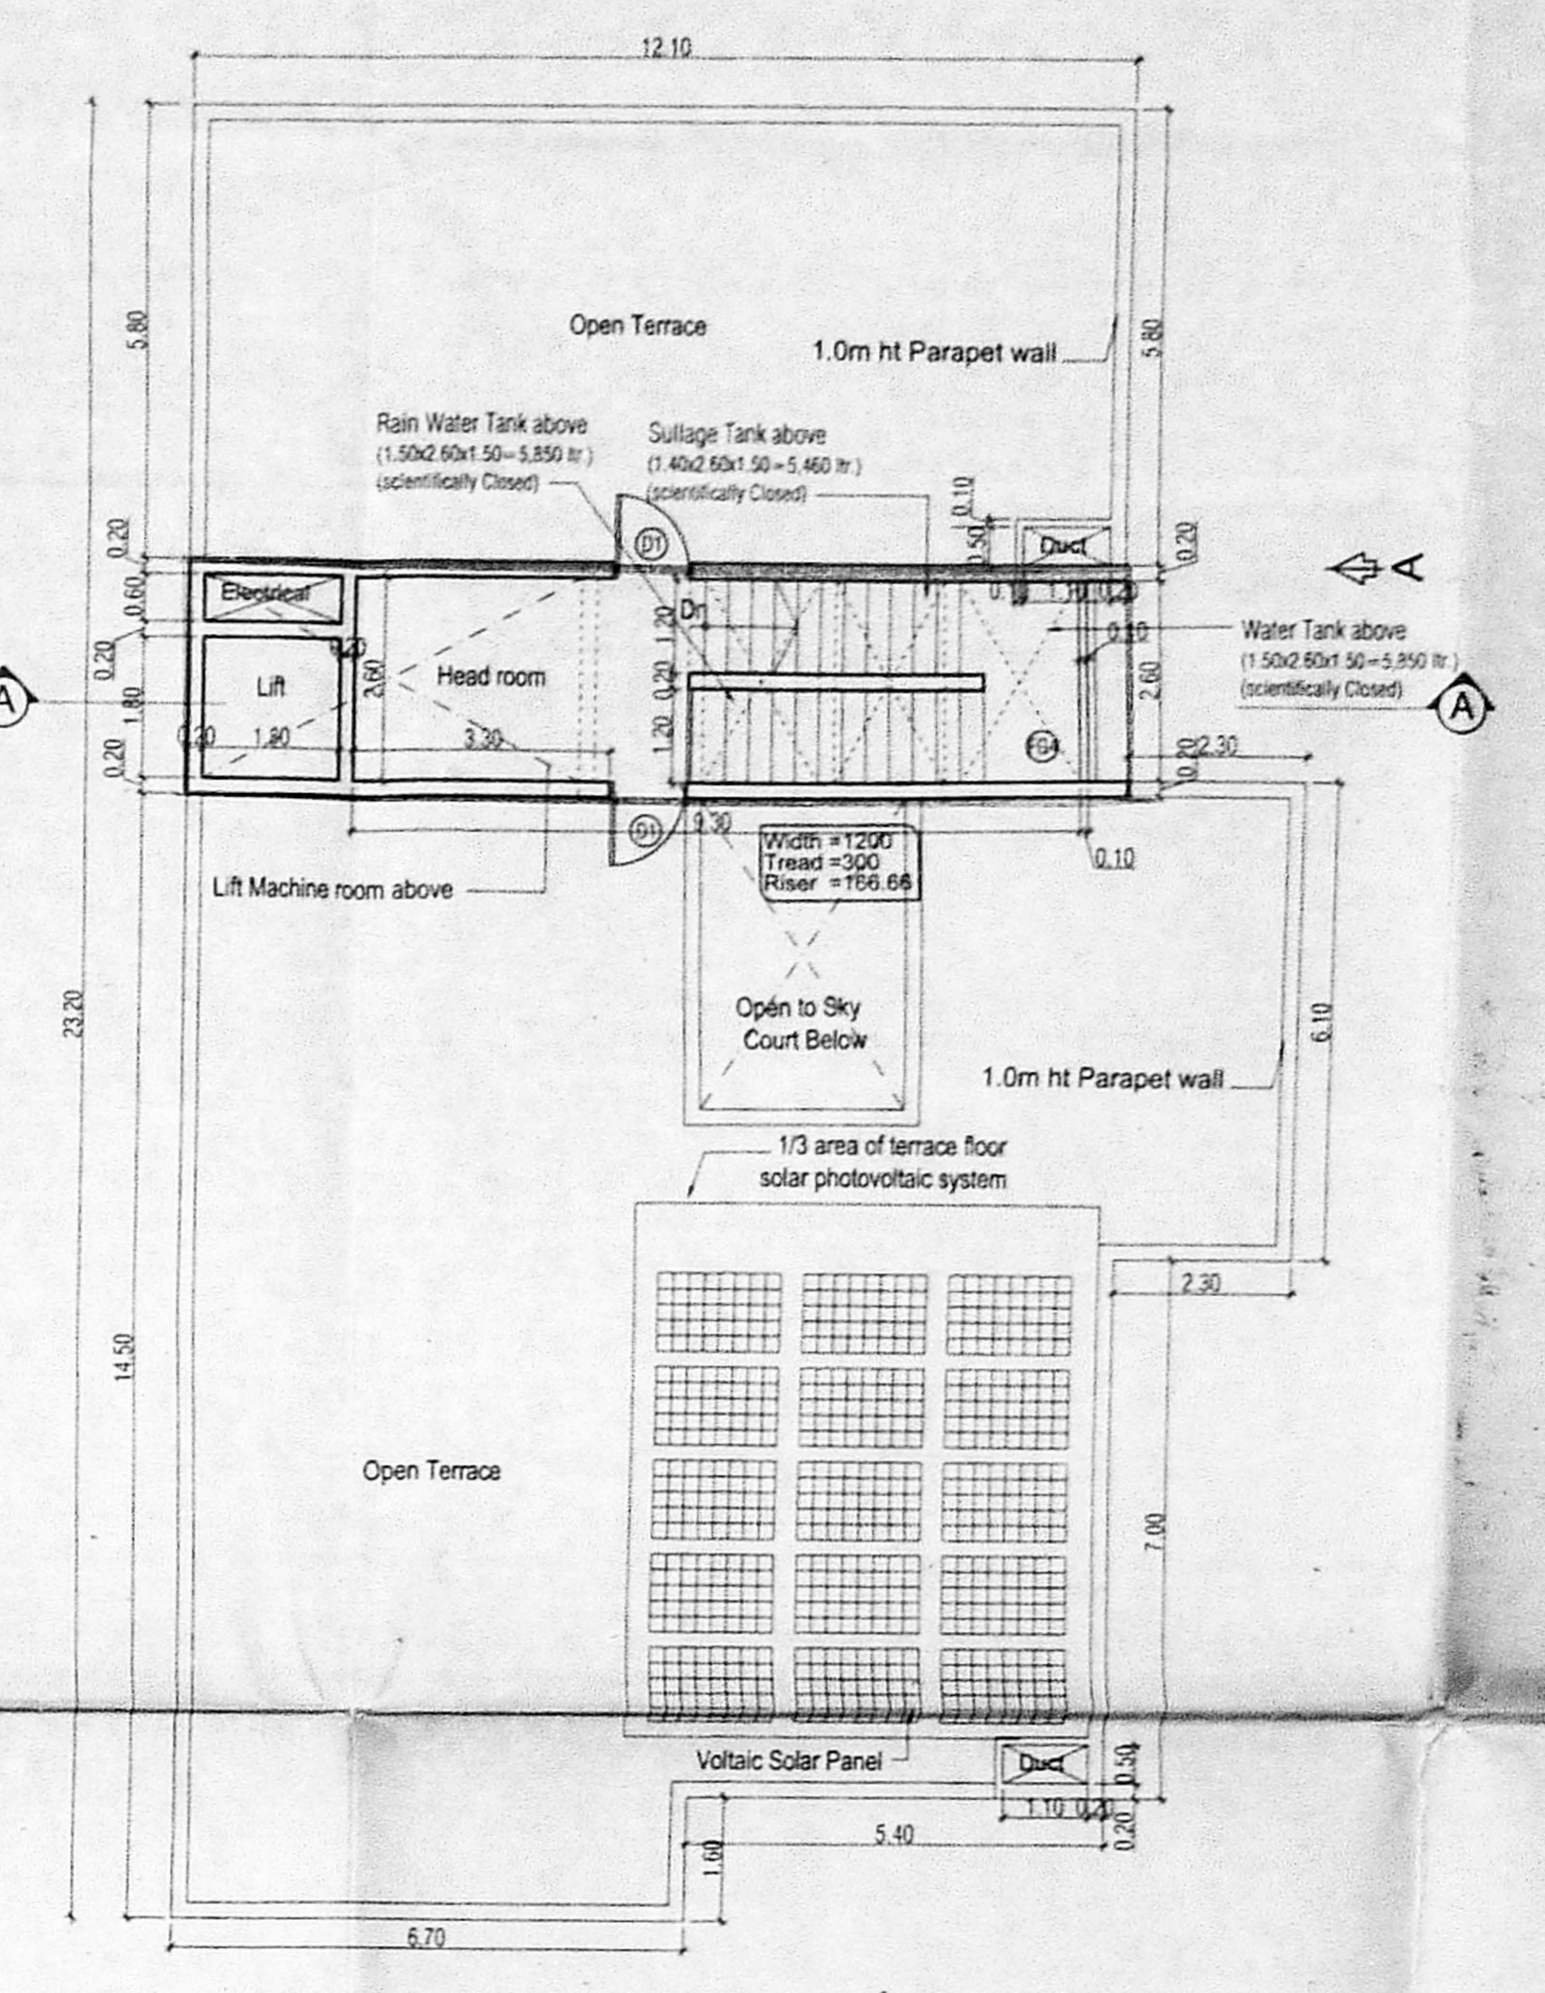 12.10
5.80
Open Terrace
1.0m ht Parapet wall
5.80
Rain Water Tank above
(1.50x2.60x1.50=5,850 ltr.)
(scientifically Closed)
Sullage Tank above
(1.40x2.60x1.50=5,460 ltr.)
(scientifically Closed)
0.10
0.50
Duct
0.20
0.20
D1
A
0.60
Electrical
Dn
1.20
1.10
0.20
0.10
Water Tank above
(1.50x2.60x1.50=5,850 ltr.)
(scientifically Closed)
0.20
0.20
Lift
2.60
Head room
0.20
2.60
A
A
1.80
0.20
1.80
3.30
1.20
2.30
0.20
0.20
D1
9.30
Width =1200
Tread =300
Riser =166.66
0.10
Lift Machine room above
Open to Sky
Court Below
23.20
6.10
1.0m ht Parapet wall
1/3 area of terrace floor
solar photovoltaic system
2.30
14.50
Open Terrace
7.00
Voltaic Solar Panel
Duct
0.50
1.10 0.20
0.20
5.40
1.60
6.70